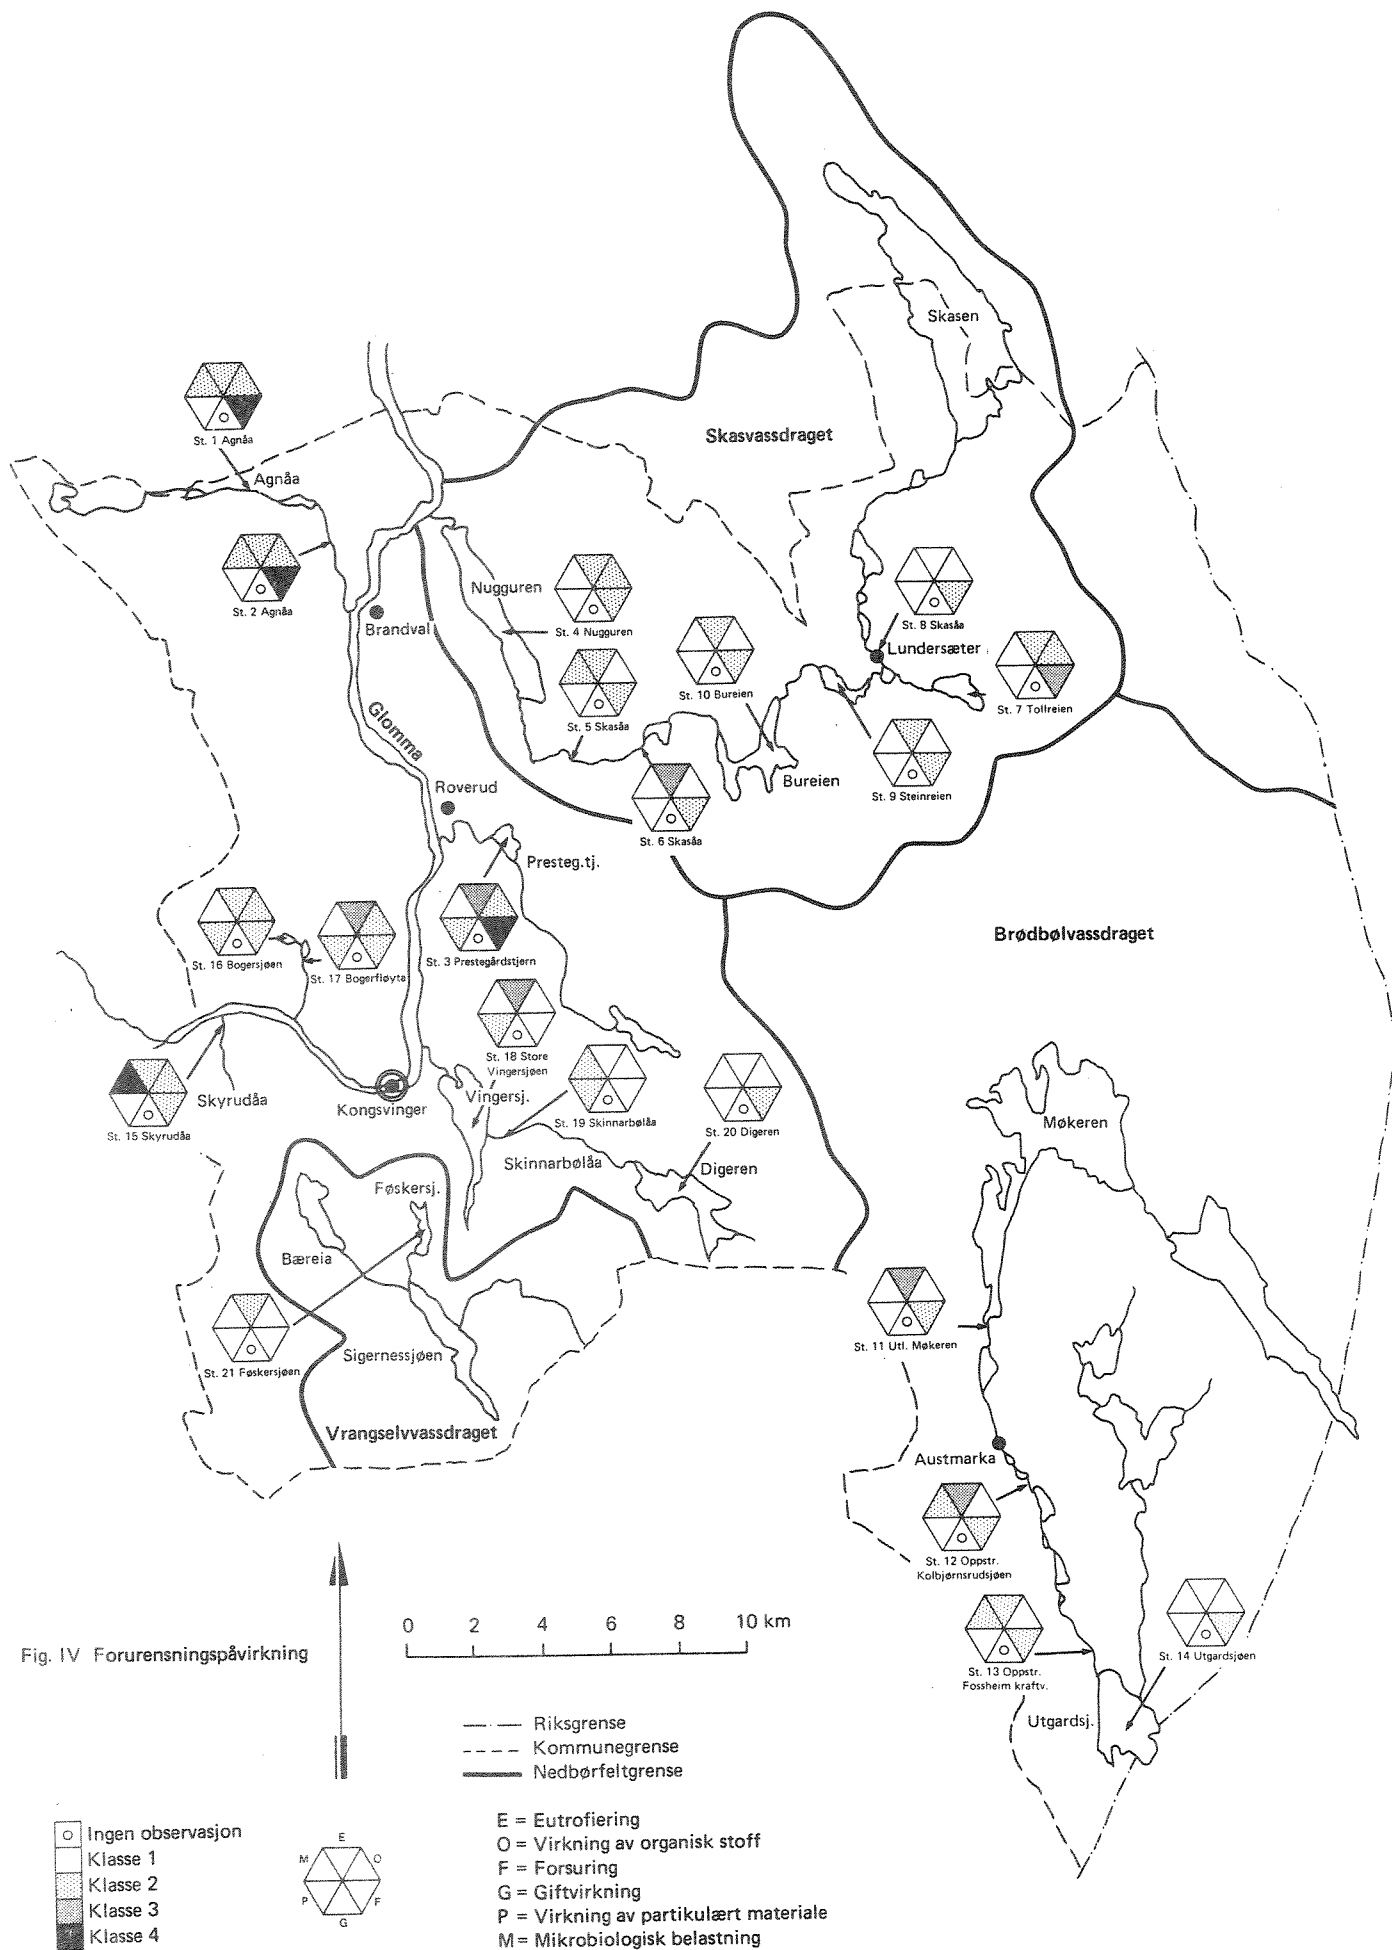 Skasen
Skasvassdraget
St. 1 Agnåa
Agnåa
St. 2 Agnåa
Brandval
Nugguren
St. 4 Nugguren
St. 8 Skasåa
Lundersæter
St. 5 Skasåa
St. 10 Bureien
St. 7 Tollreien
Glomma
Bureien
St. 9 Steinreien
Roverud
St. 6 Skasåa
Presteg.tj.
St. 16 Bogersjøen
St. 17 Bogerfløyta
St. 3 Prestegårdstjern
Brødbølvassdraget
St. 18 Store
Vingersjøen
Skyrudåa
St. 15 Skyrudåa
Kongsvinger
Vingersj.
St. 19 Skinnarbølåa
St. 20 Digeren
Møkeren
Skinnarbølåa
Digeren
Føskersj.
Bæreia
St. 21 Føskersjøen
Sigernessjøen
St. 11 Utl. Møkeren
Vrangselvvassdraget
Austmarka
St. 12 Oppstr.
Kolbjørnsrudsjøen
St. 13 Oppstr.
Fossheim kraftv.
St. 14 Utgardsjøen
Utgardsj.
0 2 4 6 8 10 km
Fig. IV Forurensningspåvirkning
Riksgrense
Kommunegrense
Nedbørfeltgrense
Ingen observasjon
Klasse 1
Klasse 2
Klasse 3
Klasse 4
E
M O
P F
G
E = Eutrofiering
O = Virkning av organisk stoff
F = Forsuring
G = Giftvirkning
P = Virkning av partikulært materiale
M = Mikrobiologisk belastning